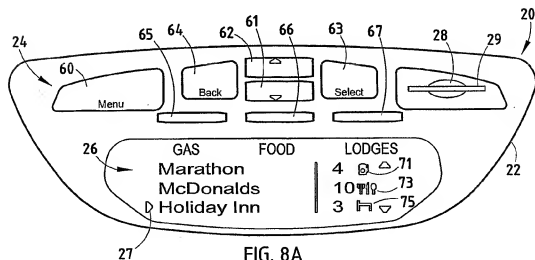 65 64 62 61 66 63 67 28 29 20
24
60
Menu Back Select
22
GAS FOOD LODGES
26
Marathon 4 71
McDonalds 10 73
Holiday Inn 3 75
27
FIG. 8A